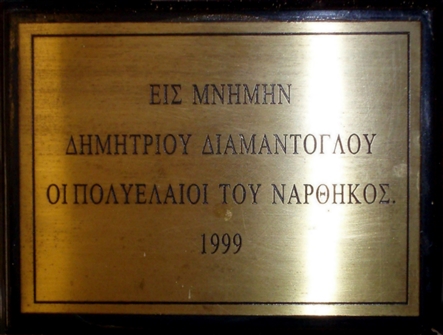 ΕΙΣ ΜΝΗΜΗΝ
ΔΗΜΗΤΡΙΟΥ ΔΙΑΜΑΝΤΟΓΛΟΥ
ΟΙ ΠΟΛΥΕΛΑΙΟΙ ΤΟΥ ΝΑΡΘΗΚΟΣ.
1999